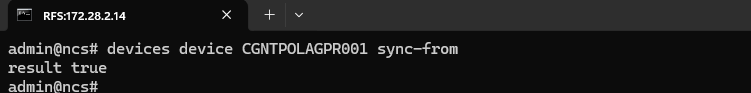 RFS:172.28.2.14
admin@ncs# devices device CGNTPOLAGPR001 sync-from
result true
admin@ncs#